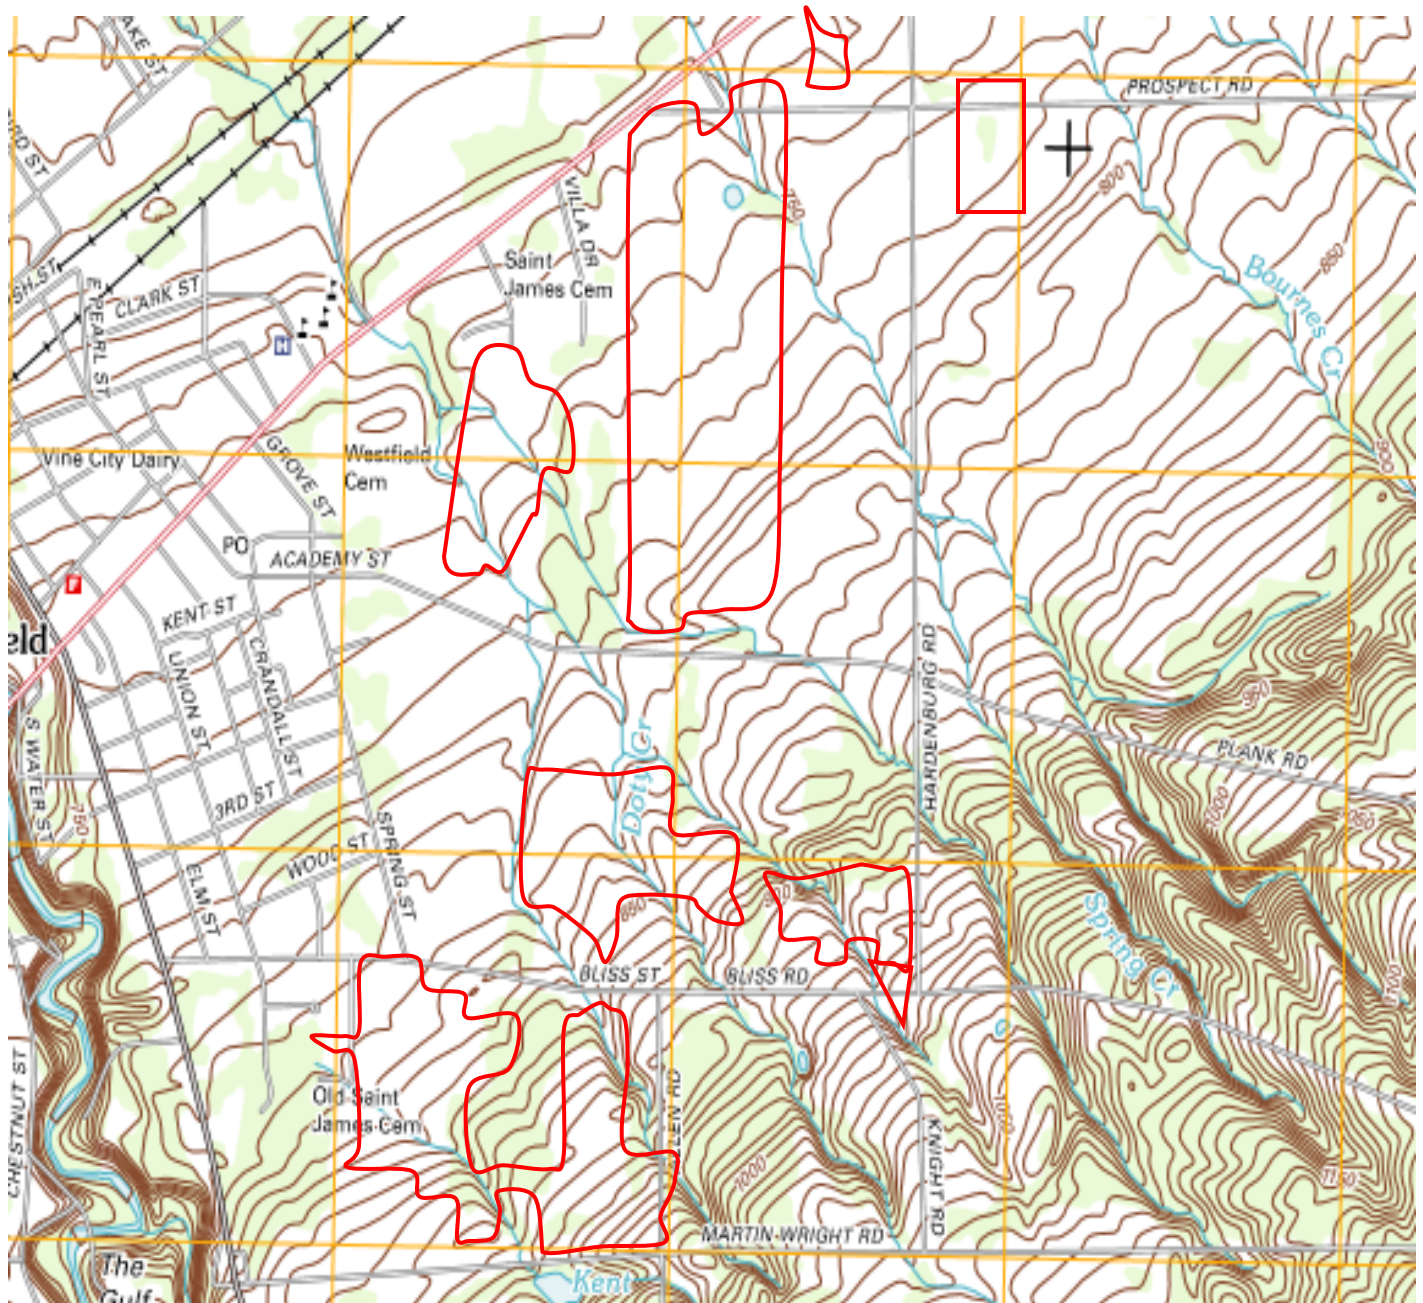 PROSPECT RD
800
750
VILLA DR
Saint
James Cem
850
Bournes Cr
CLARK ST
E PEARL ST
H
Westfield
Cem
Vine City Dairy
GROVE ST
900
PO
ACADEMY ST
F
KENT ST
eld
UNION ST
CRANDALL ST
HARDENBURG RD
950
S WATER ST
Doty Cr
PLANK RD
1000
1050
3RD ST
750
SPRING ST
WOOD ST
ELM ST
850
Spring Cr
BLISS ST
BLISS RD
1100
CHESTNUT ST
Old Saint
James Cem
KNIGHT RD
1000
1150
MARTIN WRIGHT RD
The
Gulf
Kent